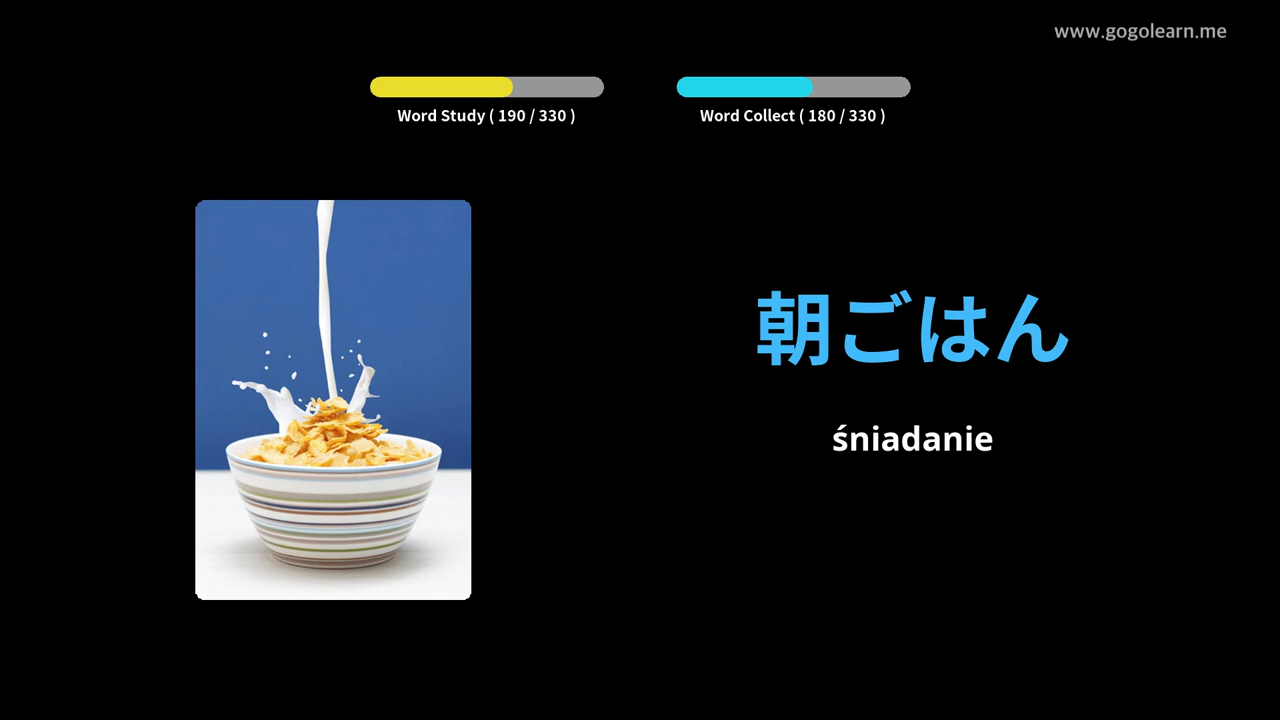 www.gogolearn.me
Word Study ( 190 / 330 )
Word Collect ( 180 / 330 )
朝ごはん
śniadanie